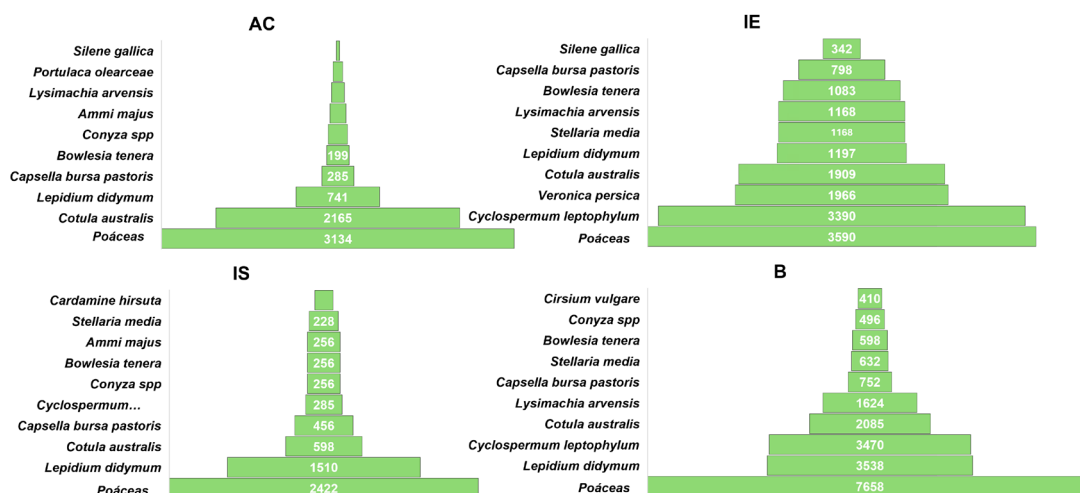 AC
Silene gallica
Portulaca olearceae
Lysimachia arvensis
Ammi majus
Conyza spp
Bowlesia tenera 199
Capsella bursa pastoris 285
Lepidium didymum 741
Cotula australis 2165
Poáceas 3134
IE
Silene gallica 342
Capsella bursa pastoris 798
Bowlesia tenera 1083
Lysimachia arvensis 1168
Stellaria media 1168
Lepidium didymum 1197
Cotula australis 1909
Veronica persica 1966
Cyclospermum leptophylum 3390
Poáceas 3590
IS
Cardamine hirsuta
Stellaria media 228
Ammi majus 256
Bowlesia tenera 256
Conyza spp 256
Cyclospermum… 285
Capsella bursa pastoris 456
Cotula australis 598
Lepidium didymum 1510
Poáceas 2422
B
Cirsium vulgare 410
Conyza spp 496
Bowlesia tenera 598
Stellaria media 632
Capsella bursa pastoris 752
Lysimachia arvensis 1624
Cotula australis 2085
Cyclospermum leptophylum 3470
Lepidium didymum 3538
Poáceas 7658